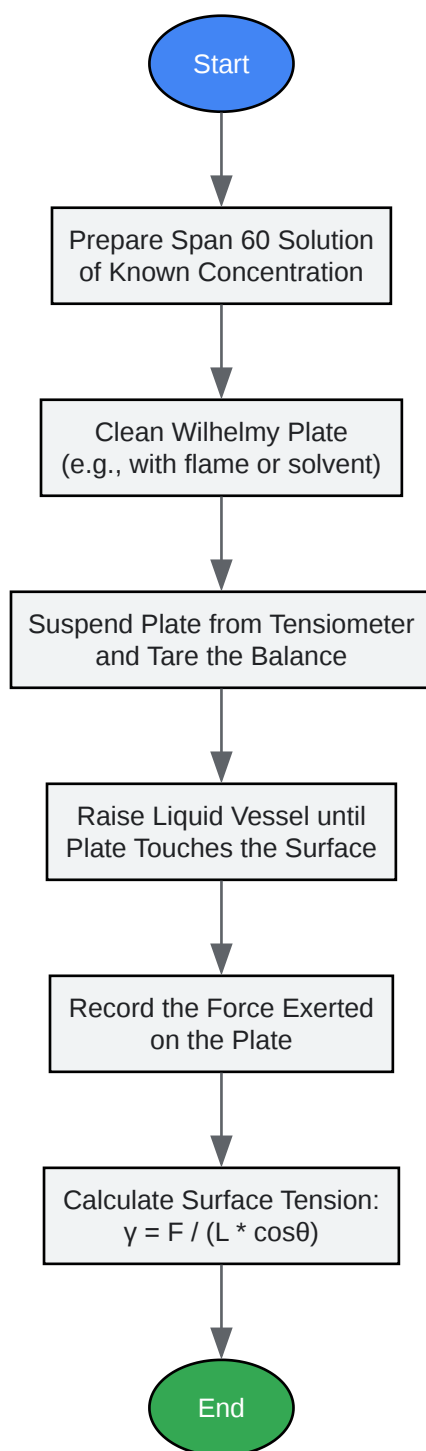 Start
Prepare Span 60 Solution
of Known Concentration
Clean Wilhelmy Plate
(e.g., with flame or solvent)
Suspend Plate from Tensiometer
and Tare the Balance
Raise Liquid Vessel until
Plate Touches the Surface
Record the Force Exerted
on the Plate
Calculate Surface Tension:
γ = F / (L * cosθ)
End